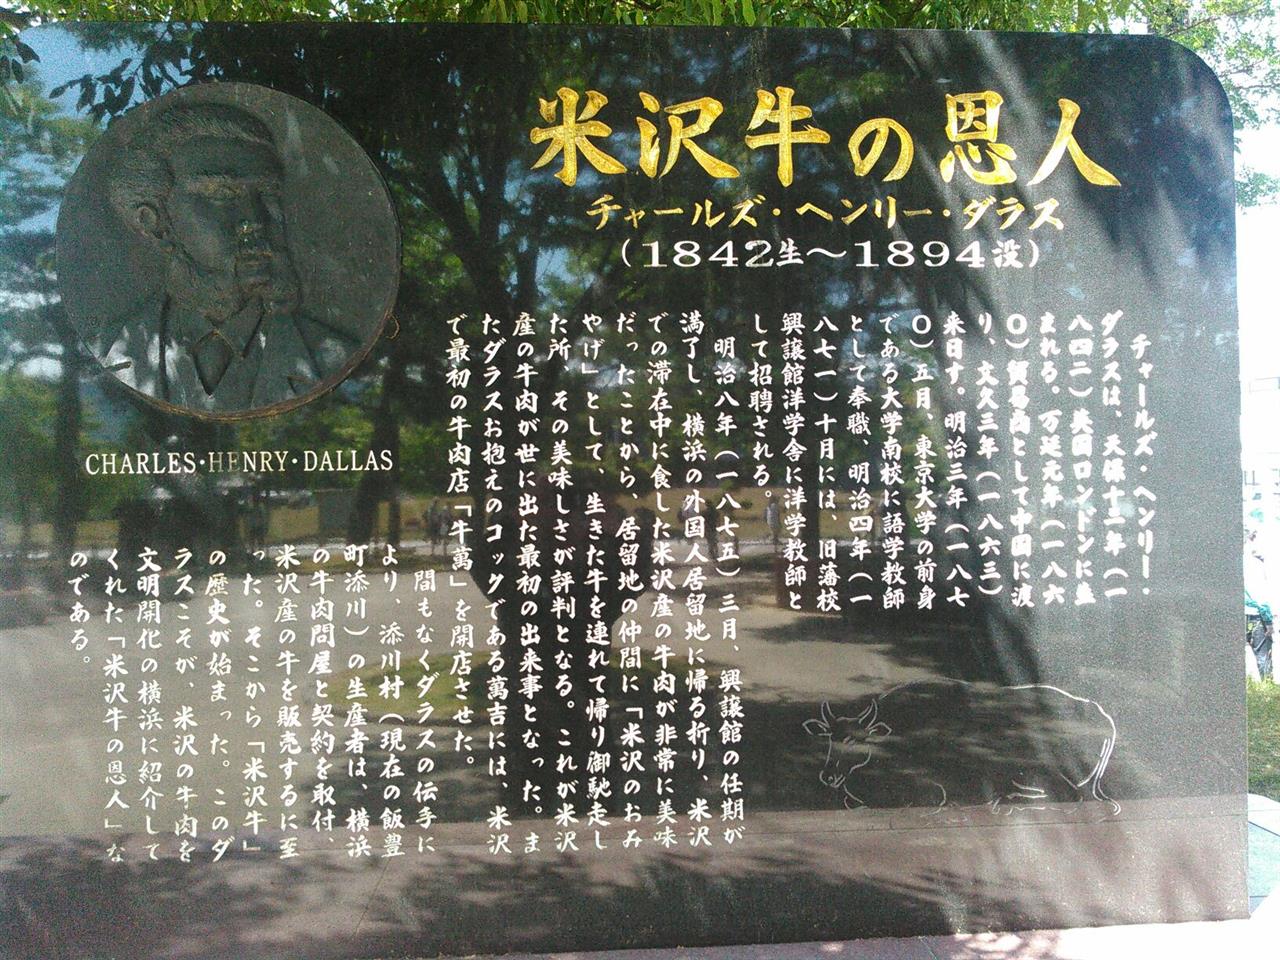 米沢牛の恩人
チャールズ・ヘンリー・ダラス
(1842生～1894没)
チャールズ・ヘンリー・
ダラスは、天保十二年(一
八四二)英国ロンドンに生
まれる。万延元年(一八六
〇)貿易商として中国に渡
り、文久三年(一八六三)
来日す。明治三年(一八七
〇)五月、東京大学の前身
である大学南校に語学教師
として奉職、明治四年(一
八七一)十月には、旧藩校
興譲館洋学舎に洋学教師と
して招聘される。
明治八年(一八七五)三月、興譲館の任期が
満了し、横浜の外国人居留地に帰る折り、米沢
での滞在中に食した米沢産の牛肉が非常に美味
だったことから、居留地の仲間に「米沢のおみ
やげ」として、生きた牛を連れて帰り御馳走し
た所、その美味しさが評判となる。これが米沢
産の牛肉が世に出た最初の出来事となった。ま
たダラスお抱えのコックである萬吉には、米沢
で最初の牛肉店「牛萬」を開店させた。
間もなくダラスの伝手に
より、添川村(現在の飯豊
町添川)の生産者は、横浜
の牛肉問屋と契約を取付、
米沢産の牛を販売するに至
った。そこから「米沢牛」
の歴史が始まった。このダ
ラスこそが、米沢の牛肉を
文明開化の横浜に紹介して
くれた「米沢牛の恩人」な
のである。
CHARLES・HENRY・DALLAS